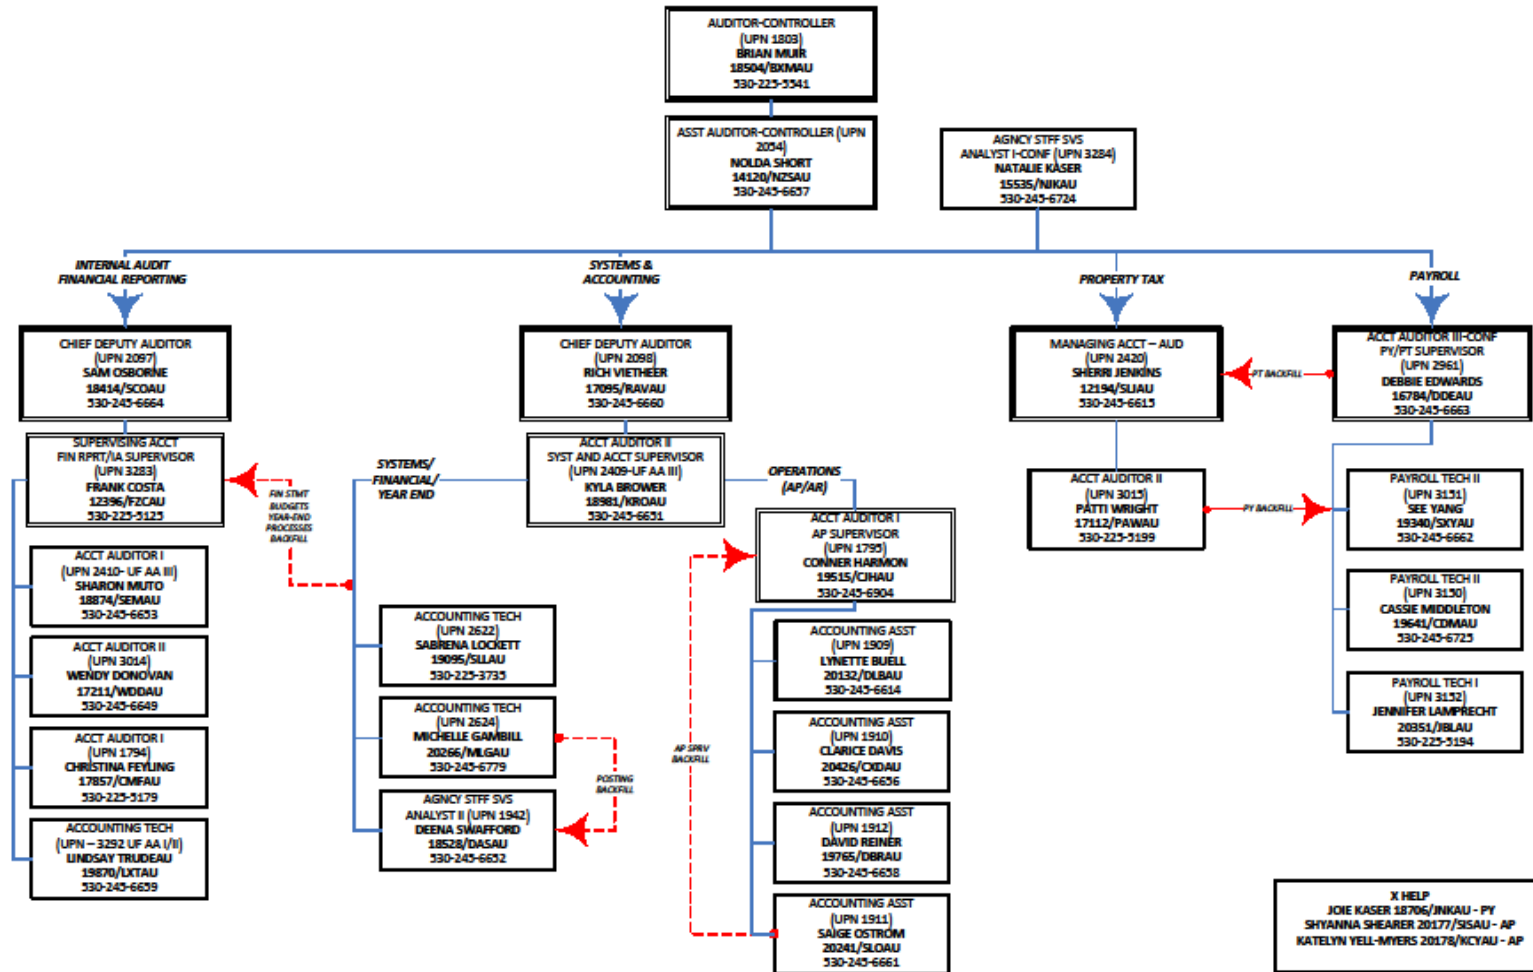 AUDITOR-CONTROLLER
(UPN 1803)
BRIAN MUIR
18504/BXMAU
530-225-5541
ASST AUDITOR-CONTROLLER (UPN
2054)
NOLDA SHORT
14120/NZSAU
530-245-6657
AGNCY STFF SVS
ANALYST I-CONF (UPN 3284)
NATALIE KASER
15535/NJKAU
530-245-6724
INTERNAL AUDIT
FINANCIAL REPORTING
SYSTEMS &
ACCOUNTING
PROPERTY TAX
PAYROLL
CHIEF DEPUTY AUDITOR
(UPN 2097)
SAM OSBORNE
18414/SCOAU
530-245-6664
CHIEF DEPUTY AUDITOR
(UPN 2098)
RICH VIETHEER
17095/RAVAU
530-245-6660
MANAGING ACCT – AUD
(UPN 2420)
SHERRI JENKINS
12194/SLJAU
530-245-6615
PT BACKFILL
ACCT AUDITOR III-CONF
PY/PT SUPERVISOR
(UPN 2961)
DEBBIE EDWARDS
16784/DDEAU
530-245-6663
SUPERVISING ACCT
FIN RPRT/IA SUPERVISOR
(UPN 3283)
FRANK COSTA
12396/FZCAU
530-225-5125
FIN STMT
BUDGETS
YEAR-END
PROCESSES
BACKFILL
SYSTEMS/
FINANCIAL/
YEAR END
ACCT AUDITOR II
SYST AND ACCT SUPERVISOR
(UPN 2409-UF AA III)
KYLA BROWER
18981/KROAU
530-245-6651
OPERATIONS
(AP/AR)
ACCT AUDITOR II
(UPN 3015)
PATTI WRIGHT
17112/PAWAU
530-225-5199
PY BACKFILL
PAYROLL TECH II
(UPN 3151)
SEE YANG
19340/SXYAU
530-245-6662
ACCT AUDITOR I
AP SUPERVISOR
(UPN 1795)
CONNER HARMON
19515/CJHAU
530-245-6904
ACCT AUDITOR I
(UPN 2410- UF AA III)
SHARON MUTO
18874/SEMAU
530-245-6653
PAYROLL TECH II
(UPN 3150)
CASSIE MIDDLETON
19641/CDMAU
530-245-6725
ACCOUNTING TECH
(UPN 2622)
SABRENA LOCKETT
19095/SLLAU
530-225-3735
ACCOUNTING ASST
(UPN 1909)
LYNETTE BUELL
20132/DLBAU
530-245-6614
ACCT AUDITOR II
(UPN 3014)
WENDY DONOVAN
17211/WDDAU
530-245-6649
PAYROLL TECH I
(UPN 3152)
JENNIFER LAMPRECHT
20351/JBLAU
530-225-5194
ACCOUNTING TECH
(UPN 2624)
MICHELLE GAMBILL
20266/MLGAU
530-245-6779
AP SPRV
BACKFILL
ACCOUNTING ASST
(UPN 1910)
CLARICE DAVIS
20426/CXDAU
530-245-6656
ACCT AUDITOR I
(UPN 1794)
CHRISTINA FEYLING
17857/CMFAU
530-225-5179
POSTING
BACKFILL
AGNCY STFF SVS
ANALYST II (UPN 1942)
DEENA SWAFFORD
18528/DASAU
530-245-6652
ACCOUNTING ASST
(UPN 1912)
DAVID REINER
19765/DBRAU
530-245-6658
ACCOUNTING TECH
(UPN – 3292 UF AA I/II)
LINDSAY TRUDEAU
19870/LXTAU
530-245-6659
ACCOUNTING ASST
(UPN 1911)
SAIGE OSTROM
20241/SLOAU
530-245-6661
X HELP
JOIE KASER 18706/JNKAU - PY
SHYANNA SHEARER 20177/SISAU - AP
KATELYN YELL-MYERS 20178/KCYAU - AP